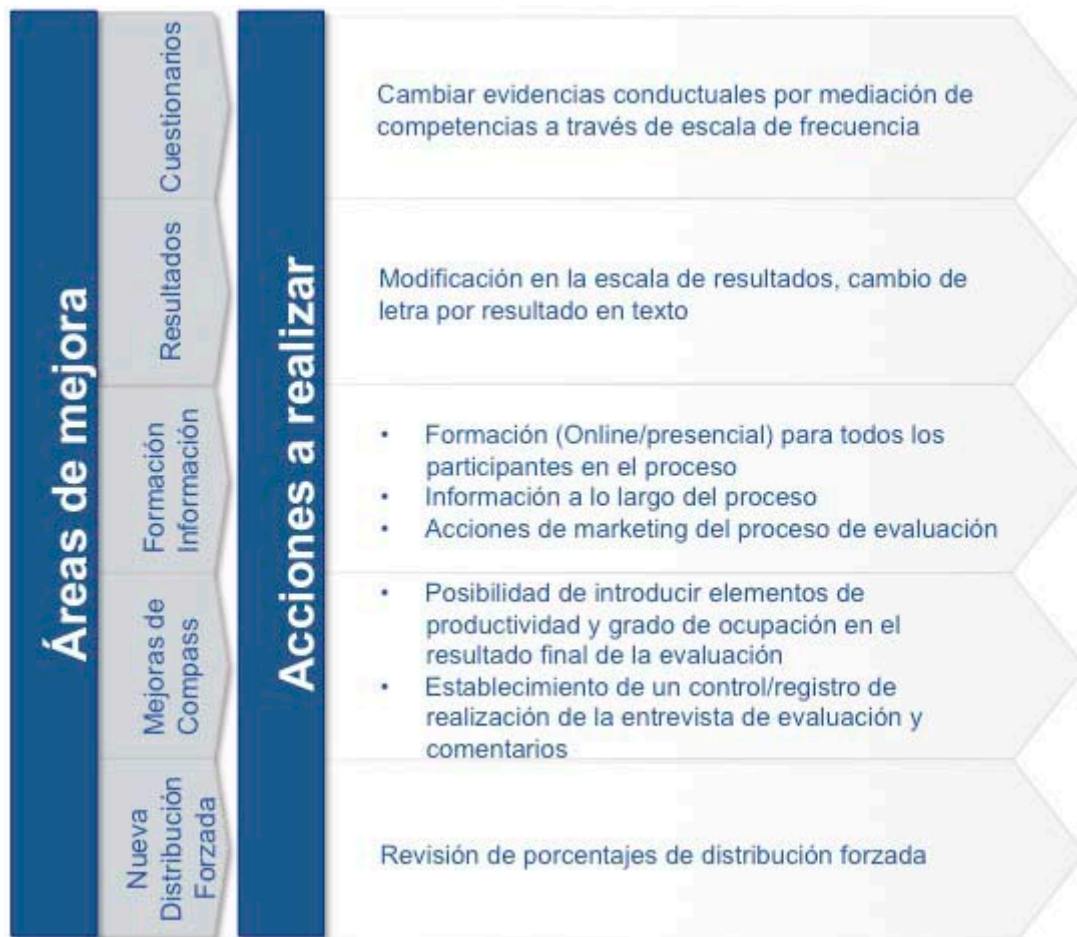 Áreas de mejora
Acciones a realizar
Cuestionarios
Cambiar evidencias conductuales por mediación de
competencias a través de escala de frecuencia
Resultados
Modificación en la escala de resultados, cambio de
letra por resultado en texto
Formación
Información
• Formación (Online/presencial) para todos los
participantes en el proceso
• Información a lo largo del proceso
• Acciones de marketing del proceso de evaluación
Mejoras de
Compass
• Posibilidad de introducir elementos de
productividad y grado de ocupación en el
resultado final de la evaluación
• Establecimiento de un control/registro de
realización de la entrevista de evaluación y
comentarios
Nueva
Distribución
Forzada
Revisión de porcentajes de distribución forzada